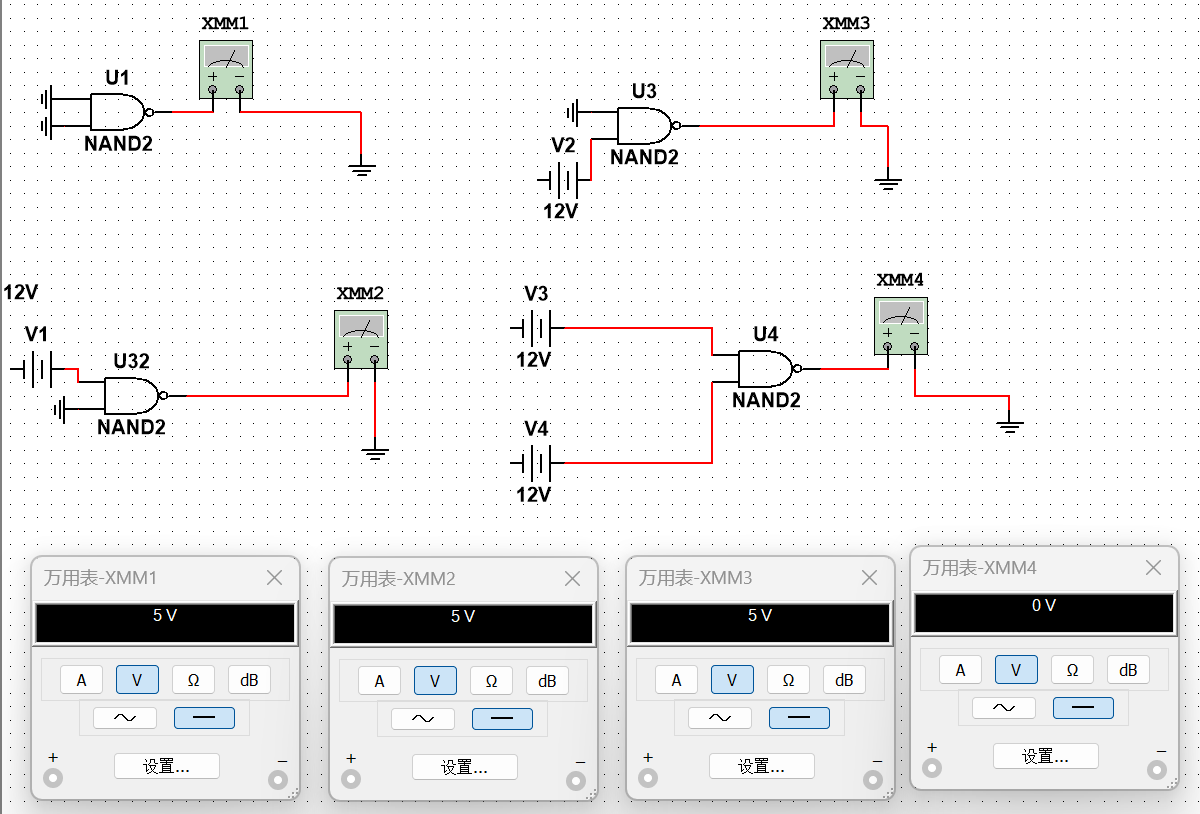 XMM1
U1
NAND2
XMM3
U3
NAND2
V2
12V
12V
V1
U32
NAND2
XMM2
V3
12V
V4
12V
U4
NAND2
XMM4
万用表-XMM1
5 V
A V Ω dB
设置...
+ −
万用表-XMM2
5 V
A V Ω dB
设置...
+ −
万用表-XMM3
5 V
A V Ω dB
设置...
+ −
万用表-XMM4
0 V
A V Ω dB
设置...
+ −